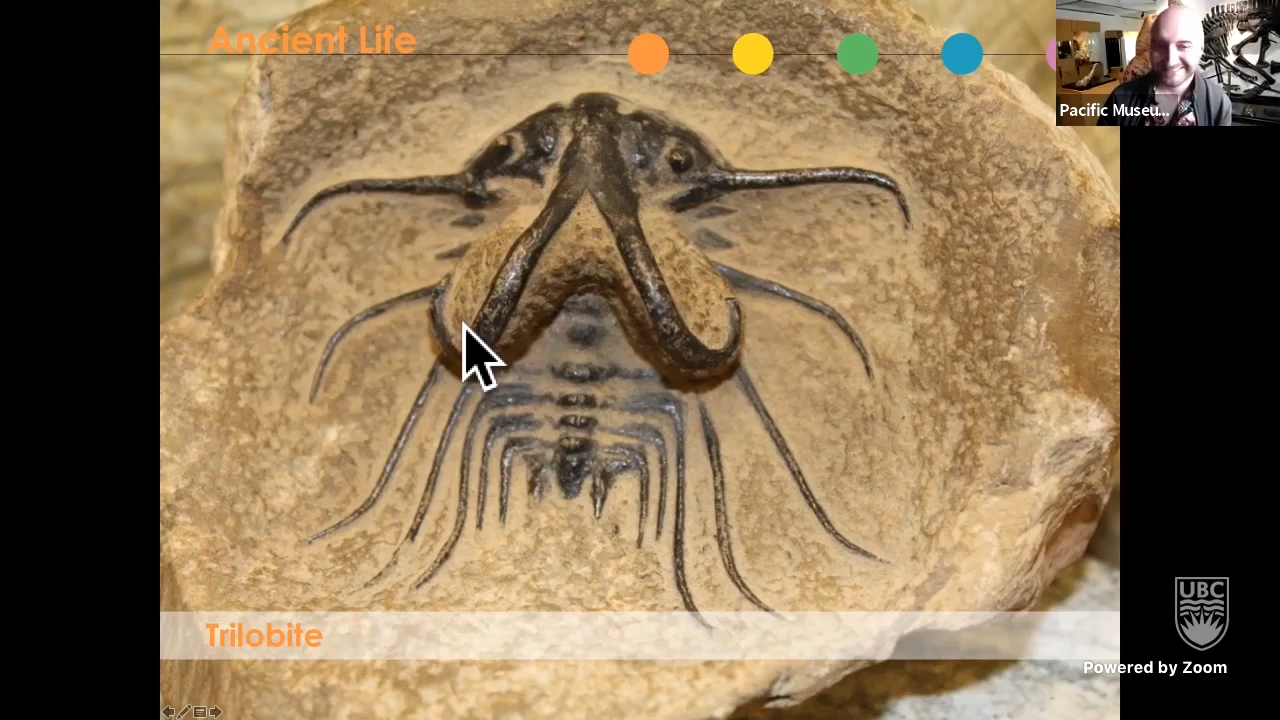 Ancient Life
Pacific Museu...
Trilobite
UBC
Powered by Zoom